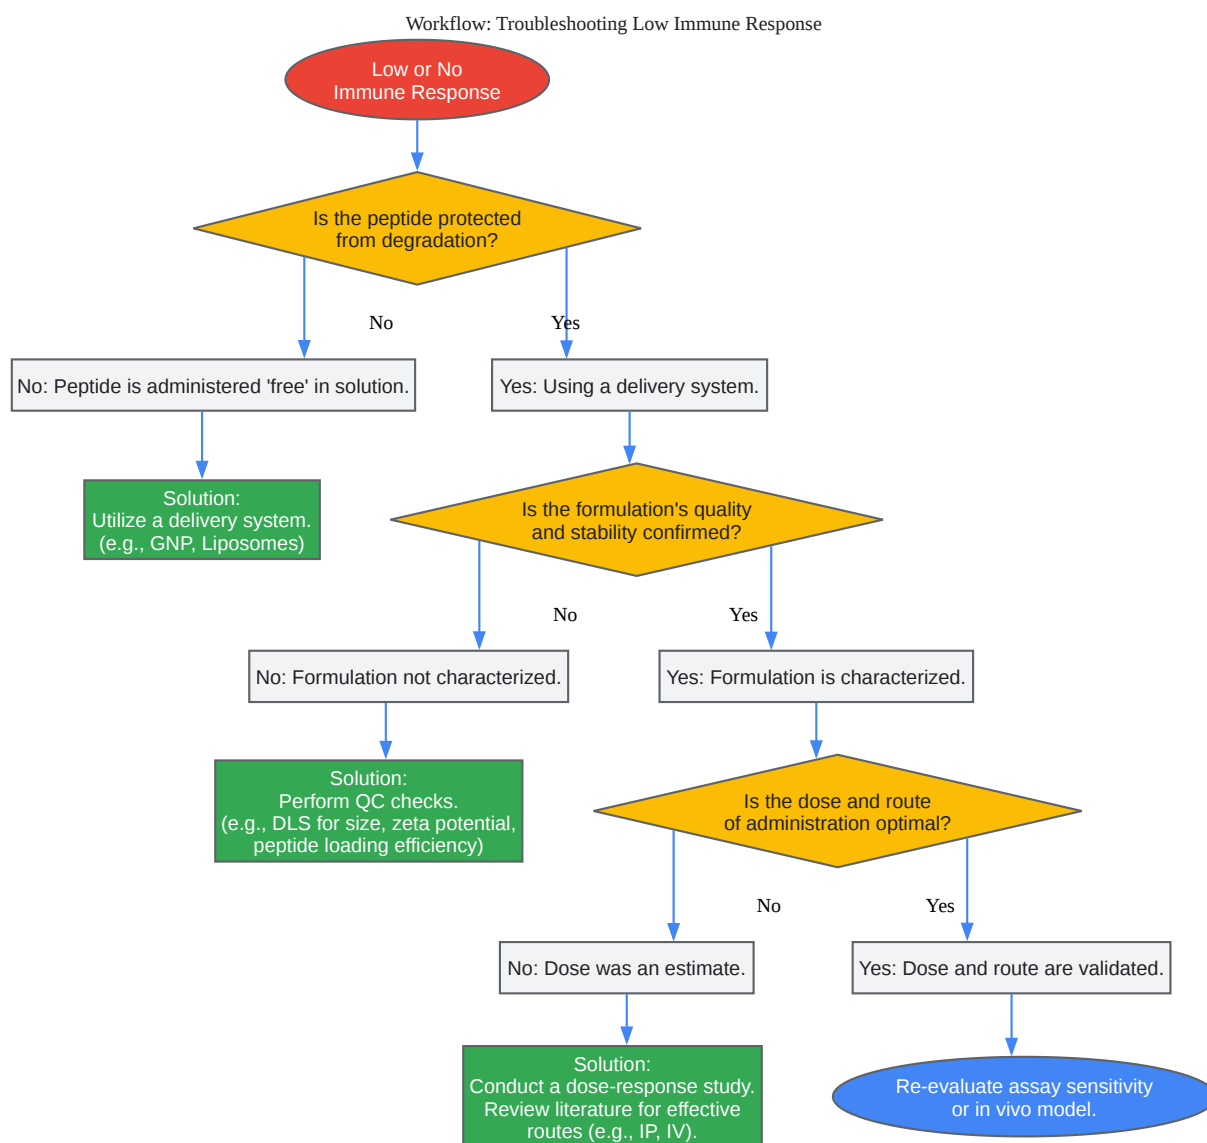 Workflow: Troubleshooting Low Immune Response
Low or No
Immune Response
Is the peptide protected
from degradation?
No
Yes
No: Peptide is administered 'free' in solution.
Yes: Using a delivery system.
Solution:
Utilize a delivery system.
(e.g., GNP, Liposomes)
Is the formulation's quality
and stability confirmed?
No
Yes
No: Formulation not characterized.
Yes: Formulation is characterized.
Solution:
Perform QC checks.
(e.g., DLS for size, zeta potential,
peptide loading efficiency)
Is the dose and route
of administration optimal?
No
Yes
No: Dose was an estimate.
Yes: Dose and route are validated.
Solution:
Conduct a dose-response study.
Review literature for effective
routes (e.g., IP, IV).
Re-evaluate assay sensitivity
or in vivo model.